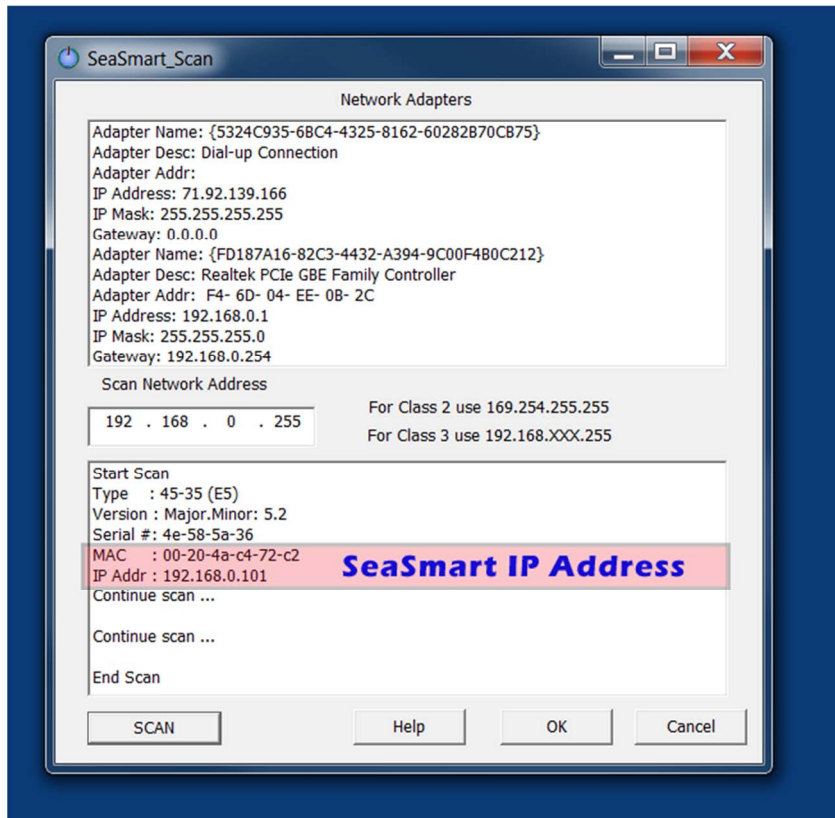 SeaSmart_Scan
Network Adapters
Adapter Name: {5324C935-6BC4-4325-8162-60282B70CB75}
Adapter Desc: Dial-up Connection
Adapter Addr:
IP Address: 71.92.139.166
IP Mask: 255.255.255.255
Gateway: 0.0.0.0
Adapter Name: {FD187A16-82C3-4432-A394-9C00F4B0C212}
Adapter Desc: Realtek PCIe GBE Family Controller
Adapter Addr:  F4- 6D- 04- EE- 0B- 2C
IP Address: 192.168.0.1
IP Mask: 255.255.255.0
Gateway: 192.168.0.254
Scan Network Address
192 . 168 . 0 . 255
For Class 2 use 169.254.255.255
For Class 3 use 192.168.XXX.255
Start Scan
Type : 45-35 (E5)
Version : Major.Minor: 5.2
Serial #: 4e-58-5a-36
MAC : 00-20-4a-c4-72-c2
IP Addr : 192.168.0.101
SeaSmart IP Address
Continue scan ...
Continue scan ...
End Scan
SCAN Help OK Cancel